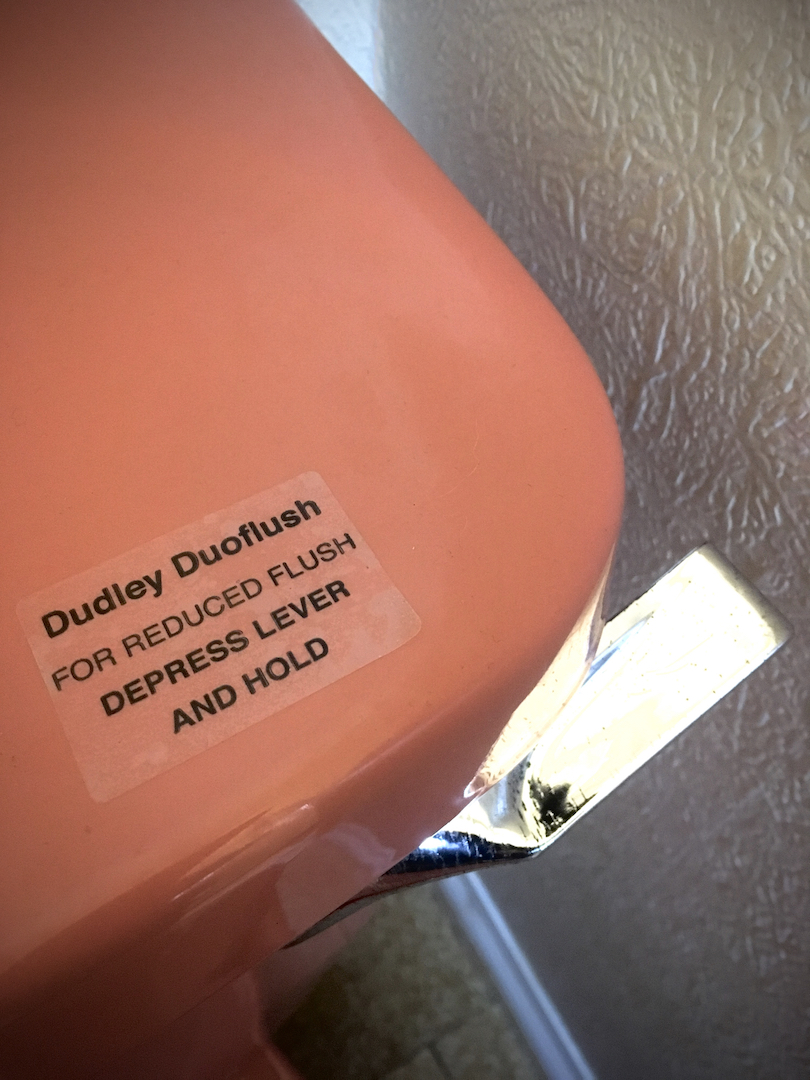 Dudley Duoflush
FOR REDUCED FLUSH
DEPRESS LEVER
AND HOLD